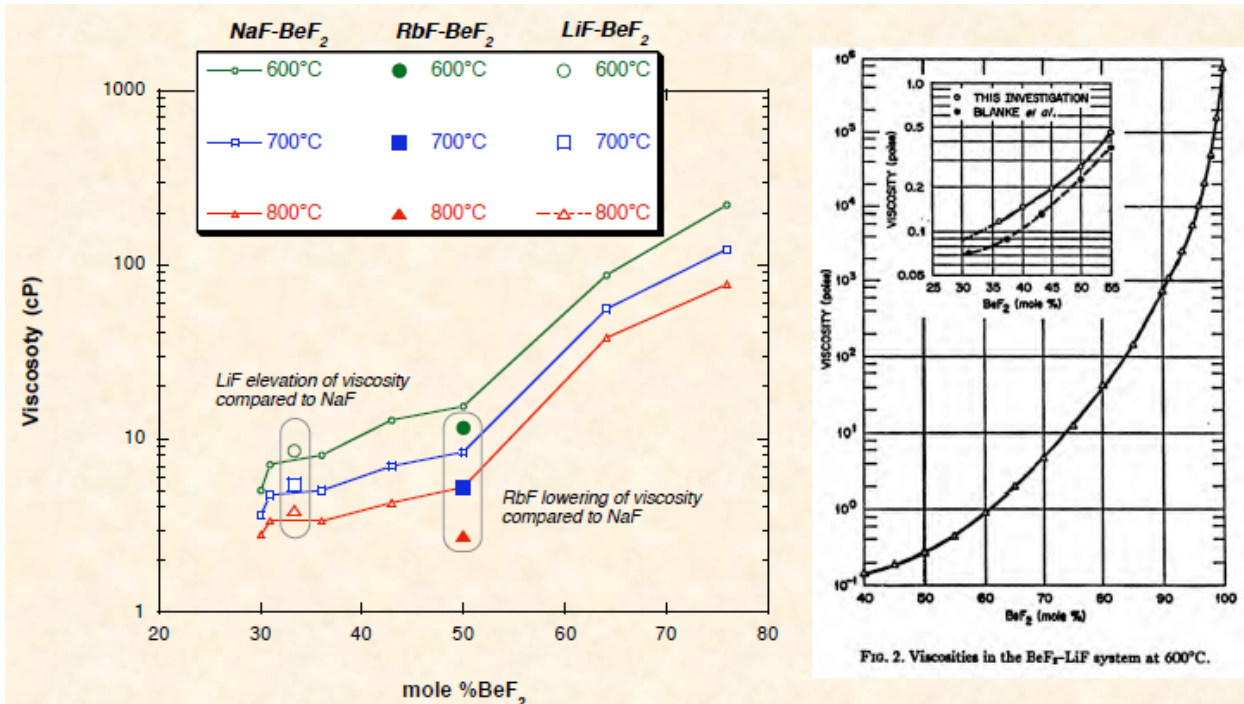 NaF-BeF₂ RbF-BeF₂ LiF-BeF₂
600°C 600°C 600°C
700°C 700°C 700°C
800°C 800°C 800°C
1000
100
10
1
Viscosoty (cP)
LiF elevation of viscosity
compared to NaF
RbF lowering of viscosity
compared to NaF
20 30 40 50 60 70 80
mole %BeF₂
10⁶
10⁵
10⁴
10³
10²
10¹
10⁰
10⁻¹
VISCOSITY (poise)
1.0
0.5
0.2
0.1
0.05
VISCOSITY (poise)
THIS INVESTIGATION
BLANKE et al.
25 30 35 40 45 50 55
BeF₂ (mole %)
40 50 60 70 80 90 100
BeF₂ (mole %)
FIG. 2. Viscosities in the BeF₂-LiF system at 600°C.